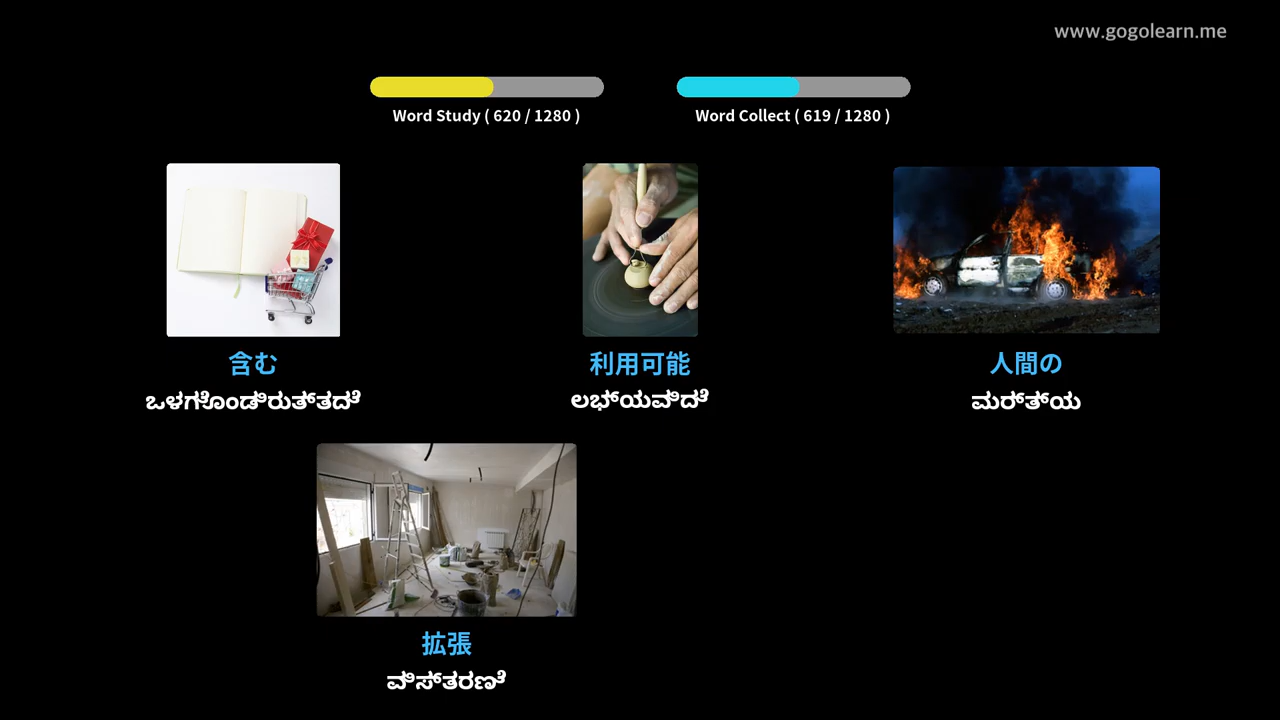 www.gogolearn.me
Word Study ( 620 / 1280 )
Word Collect ( 619 / 1280 )
含む
ಒಳಗೊಂಡಿರುತ್ತದೆ
利用可能
ಲಭ್ಯವಿದೆ
人間の
ಮರ್ತ್ಯ
拡張
ವಿಸ್ತರಣೆ